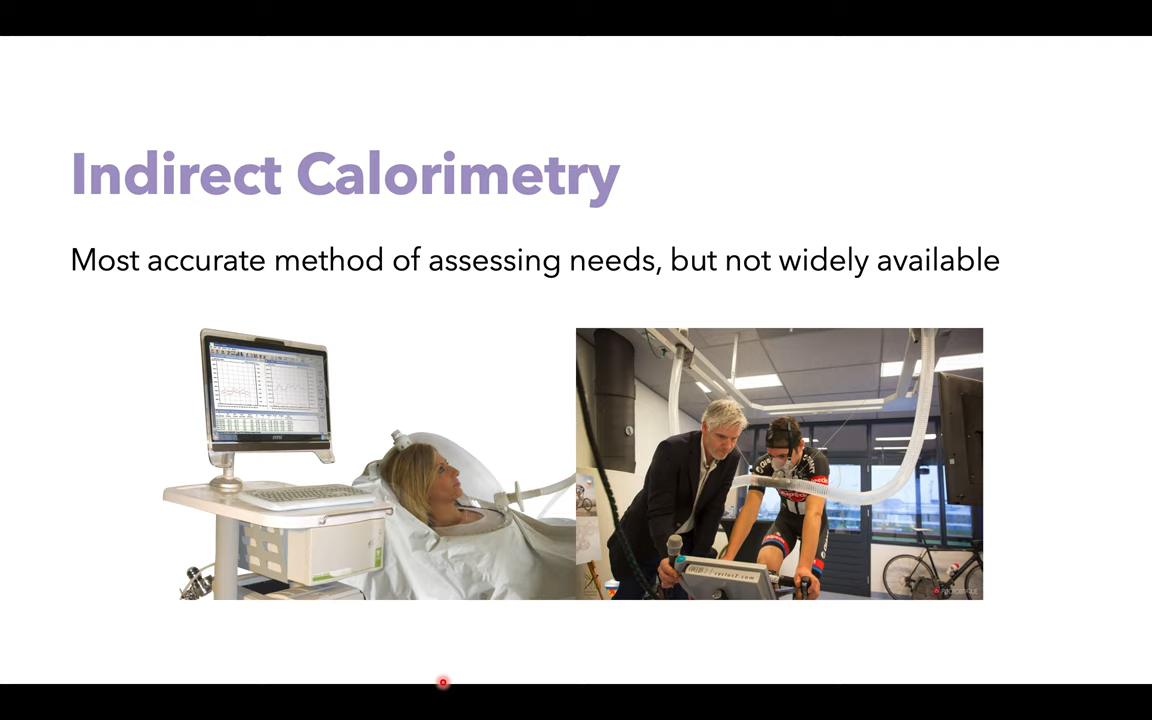 Indirect Calorimetry
Most accurate method of assessing needs, but not widely available